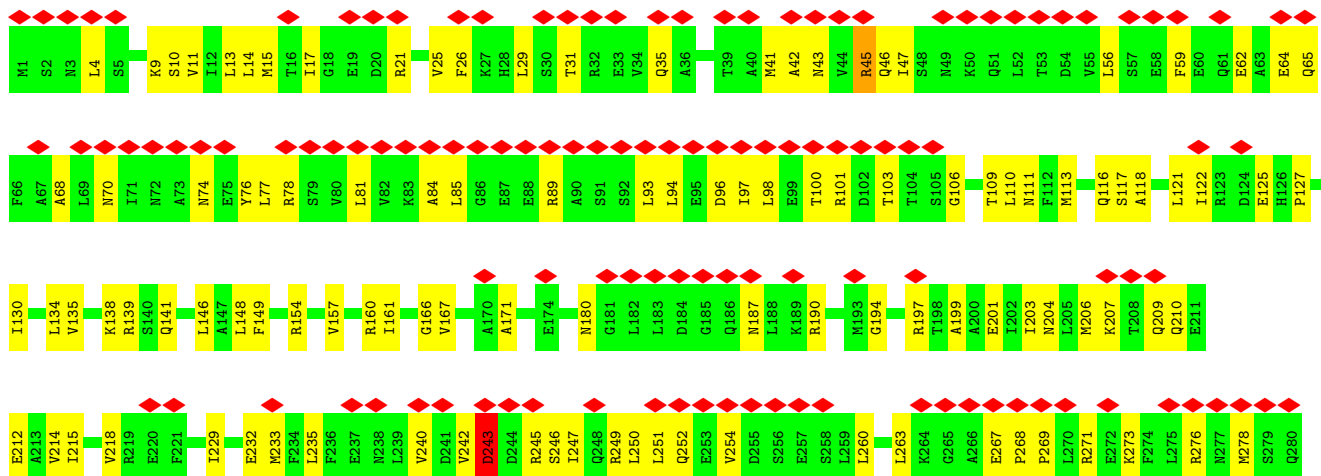 M1 S2 N3 L4 S5 K9 S10 V11 I12 L13 L14 M15 T16 I17 G18 E19 D20 R21 V25 F26 K27 H28 L29 S30 T31 R32 E33 V34 Q35 A36 T39 A40 M41 A42 N43 V44 R45 Q46 I47 S48 N49 K50 Q51 L52 T53 D54 V55 L56 S57 E58 F59 E60 Q61 E62 A63 E64 Q65
F66 A67 A68 L69 N70 I71 N72 A73 N74 E75 Y76 L77 R78 S79 V80 L81 V82 K83 A84 L85 G86 E87 E88 R89 A90 S91 S92 L93 L94 E95 D96 I97 L98 E99 T100 R101 D102 T103 T104 S105 G106 T109 L110 N111 F112 M113 Q116 S117 A118 L121 I122 R123 D124 E125 H126 P127
I130 L134 V135 K138 R139 S140 Q141 L146 A147 L148 F149 R154 V157 R160 I161 G166 V167 A170 A171 E174 N180 G181 L182 L183 D184 G185 Q186 N187 L188 K189 R190 M193 G194 R197 T198 A199 A200 E201 I202 I203 N204 L205 M206 K207 T208 Q209 Q210 E211
E212 A213 V214 I215 V218 R219 E220 F221 I229 E232 M233 F234 L235 F236 E237 N238 L239 V240 D241 V242 D243 D244 R245 S246 I247 Q248 R249 L250 L251 Q252 E253 V254 D255 S256 E257 S258 L259 L260 L263 K264 G265 A266 E267 P268 P269 L270 R271 E272 K273 F274 L275 R276 N277 M278 S279 Q280